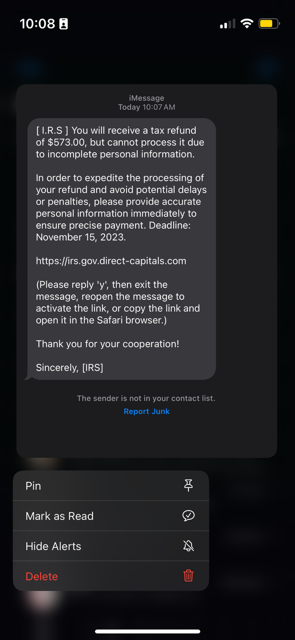 10:08
iMessage
Today 10:07 AM
[ I.R.S ] You will receive a tax refund
of $573.00, but cannot process it due
to incomplete personal information.
In order to expedite the processing of
your refund and avoid potential delays
or penalties, please provide accurate
personal information immediately to
ensure precise payment. Deadline:
November 15, 2023.
https://irs.gov.direct-capitals.com
(Please reply 'y', then exit the
message, reopen the message to
activate the link, or copy the link and
open it in the Safari browser.)
Thank you for your cooperation!
Sincerely, [IRS]
The sender is not in your contact list.
Report Junk
Pin
Mark as Read
Hide Alerts
Delete